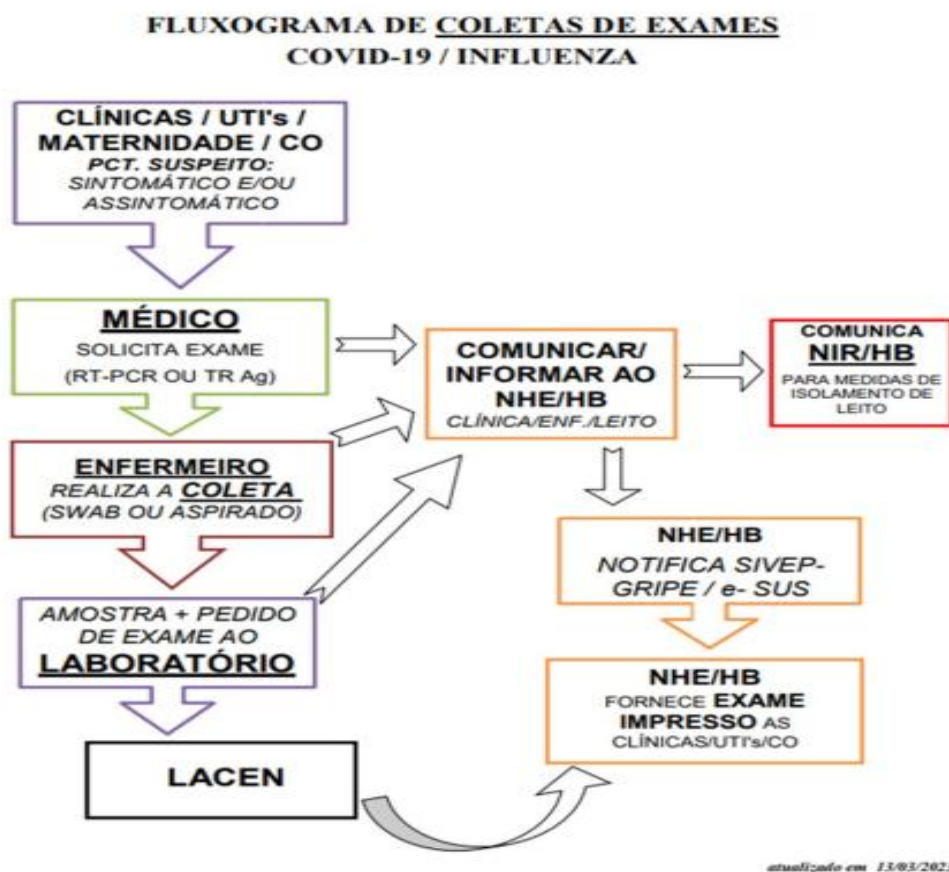 FLUXOGRAMA DE COLETAS DE EXAMES
COVID-19 / INFLUENZA
CLÍNICAS / UTI's /
MATERNIDADE / CO
PCT. SUSPEITO:
SINTOMÁTICO E/OU
ASSINTOMÁTICO
MÉDICO
SOLICITA EXAME
(RT-PCR OU TR Ag)
ENFERMEIRO
REALIZA A COLETA
(SWAB OU ASPIRADO)
AMOSTRA + PEDIDO
DE EXAME AO
LABORATÓRIO
LACEN
COMUNICAR/
INFORMAR AO
NHE/HB
CLÍNICA/ENF./LEITO
COMUNICA
NIR/HB
PARA MEDIDAS DE
ISOLAMENTO DE
LEITO
NHE/HB
NOTIFICA SIVEP-
GRIPE / e- SUS
NHE/HB
FORNECE EXAME
IMPRESSO AS
CLÍNICAS/UTI's/CO
atualizado em 13/03/202